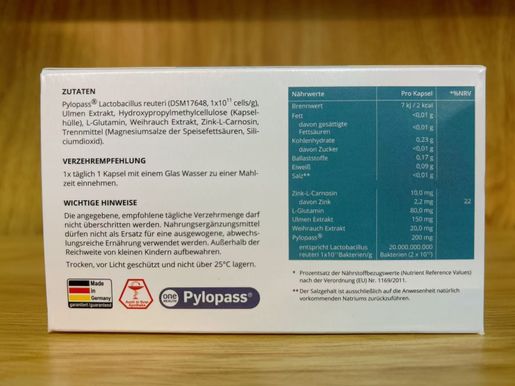 ZUTATEN
Pylopass® Lactobacillus reuteri (DSM17648, 1x10¹¹ cells/g),
Ulmen Extrakt, Hydroxypropylmethylcellulose (Kapsel-
hülle), L-Glutamin, Weihrauch Extrakt, Zink-L-Carnosin,
Trennmittel (Magnesiumsalze der Speisefettsäuren, Sili-
ciumdioxid).
VERZEHREMPFEHLUNG
1x täglich 1 Kapsel mit einem Glas Wasser zu einer Mahl-
zeit einnehmen.
WICHTIGE HINWEISE
Die angegebene, empfohlene tägliche Verzehrmenge darf
nicht überschritten werden. Nahrungsergänzungsmittel
dürfen nicht als Ersatz für eine ausgewogene, abwechs-
lungsreiche Ernährung verwendet werden. Außerhalb der
Reichweite von kleinen Kindern aufbewahren.
Trocken, vor Licht geschützt und nicht über 25°C lagern.
Made
in
Germany
garantiert/guaranteed
one
Pylopass®
Nährwerte Pro Kapsel *%NRV
Brennwert 7 kJ / 2 kcal
Fett <0,01 g
davon gesättigte <0,01 g
Fettsäuren
Kohlenhydrate 0,23 g
davon Zucker <0,01 g
Ballaststoffe 0,17 g
Eiweiß 0,09 g
Salz** <0,01 g
Zink-L-Carnosin 10,0 mg
davon Zink 2,2 mg 22
L-Glutamin 80,0 mg
Ulmen Extrakt 150 mg
Weihrauch Extrakt 20,0 mg
Pylopass® 200 mg
entspricht Lactobacillus 20.000.000.000
reuteri 1x10¹¹Bakterien/g Bakterien (2 x 10¹⁰)
* Prozentsatz der Nährstoffbezugswerte (Nutrient Reference Values)
nach der Verordnung (EU) Nr. 1169/2011.
** Der Salzgehalt ist ausschließlich auf die Anwesenheit natürlich
vorkommenden Natriums zurückzuführen.